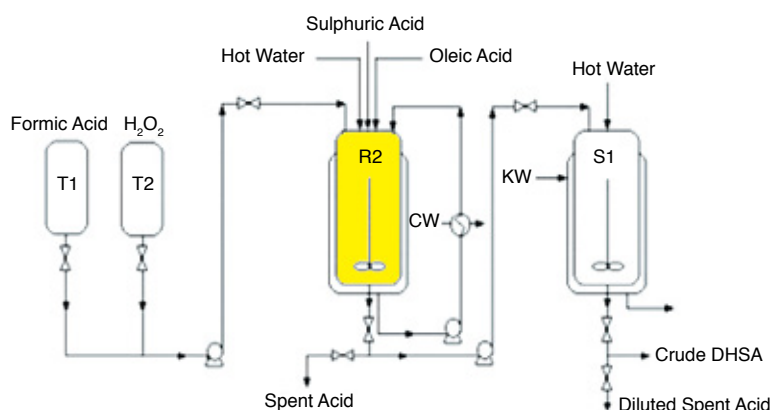 Sulphuric Acid
Hot Water
Oleic Acid
Hot Water
Formic Acid
H₂O₂
T1
T2
R2
S1
KW
CW
Crude DHSA
Spent Acid
Diluted Spent Acid